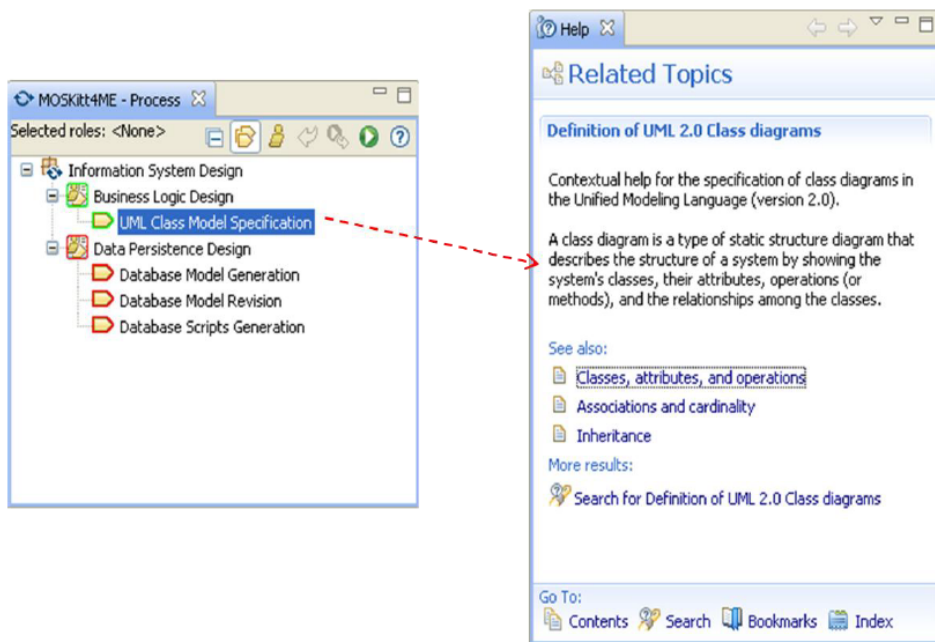 MOSKitt4ME - Process
Selected roles: <None>
Information System Design
Business Logic Design
UML Class Model Specification
Data Persistence Design
Database Model Generation
Database Model Revision
Database Scripts Generation
Help
Related Topics
Definition of UML 2.0 Class diagrams
Contextual help for the specification of class diagrams in
the Unified Modeling Language (version 2.0).
A class diagram is a type of static structure diagram that
describes the structure of a system by showing the
system's classes, their attributes, operations (or
methods), and the relationships among the classes.
See also:
Classes, attributes, and operations
Associations and cardinality
Inheritance
More results:
Search for Definition of UML 2.0 Class diagrams
Go To:
Contents Search Bookmarks Index